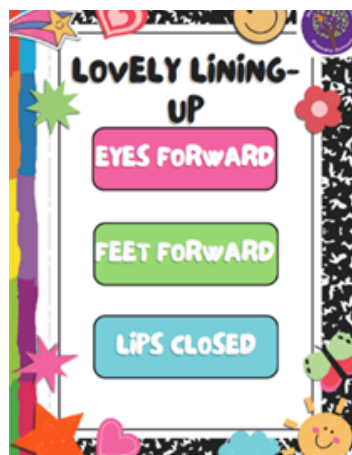 LOVELY LINING-
UP
EYES FORWARD
FEET FORWARD
LIPS CLOSED